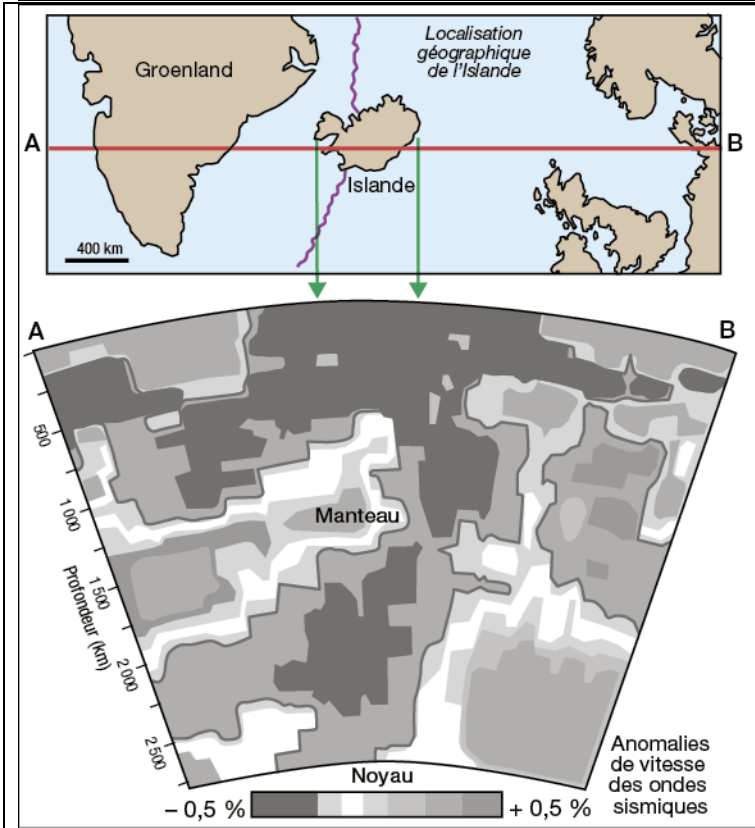 Localisation
géographique
de l'Islande
Groenland
A
B
Islande
400 km
A
B
500
1 000
1 500
2 000
2 500
Profondeur (km)
Manteau
Noyau
Anomalies
de vitesse
des ondes
sismiques
– 0,5 %
+ 0,5 %